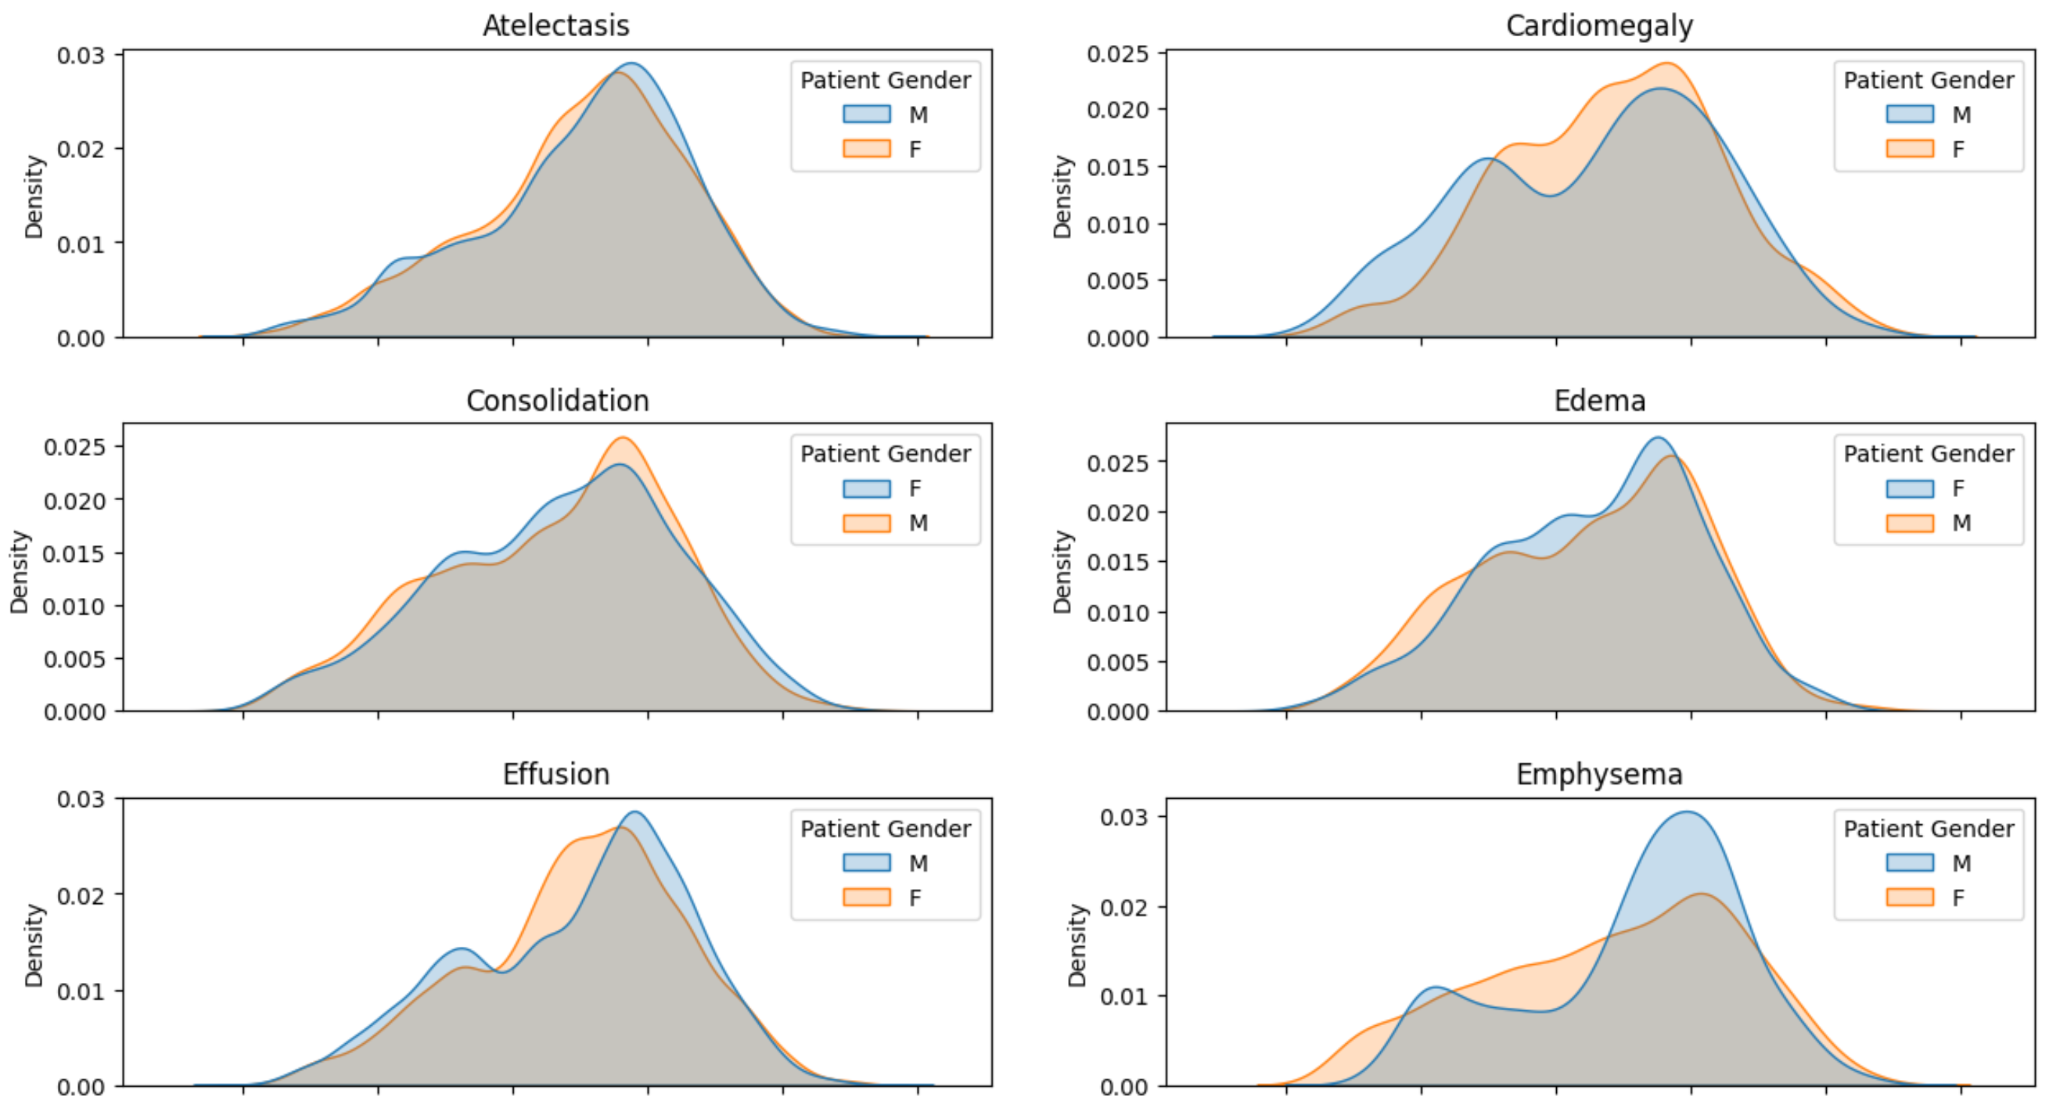 Atelectasis
0.03
0.02
0.01
0.00
Density
Patient Gender
M
F
Cardiomegaly
0.025
0.020
0.015
0.010
0.005
0.000
Density
Patient Gender
M
F
Consolidation
0.025
0.020
0.015
0.010
0.005
0.000
Density
Patient Gender
F
M
Edema
0.025
0.020
0.015
0.010
0.005
0.000
Density
Patient Gender
F
M
Effusion
0.03
0.02
0.01
0.00
Density
Patient Gender
M
F
Emphysema
0.03
0.02
0.01
0.00
Density
Patient Gender
M
F